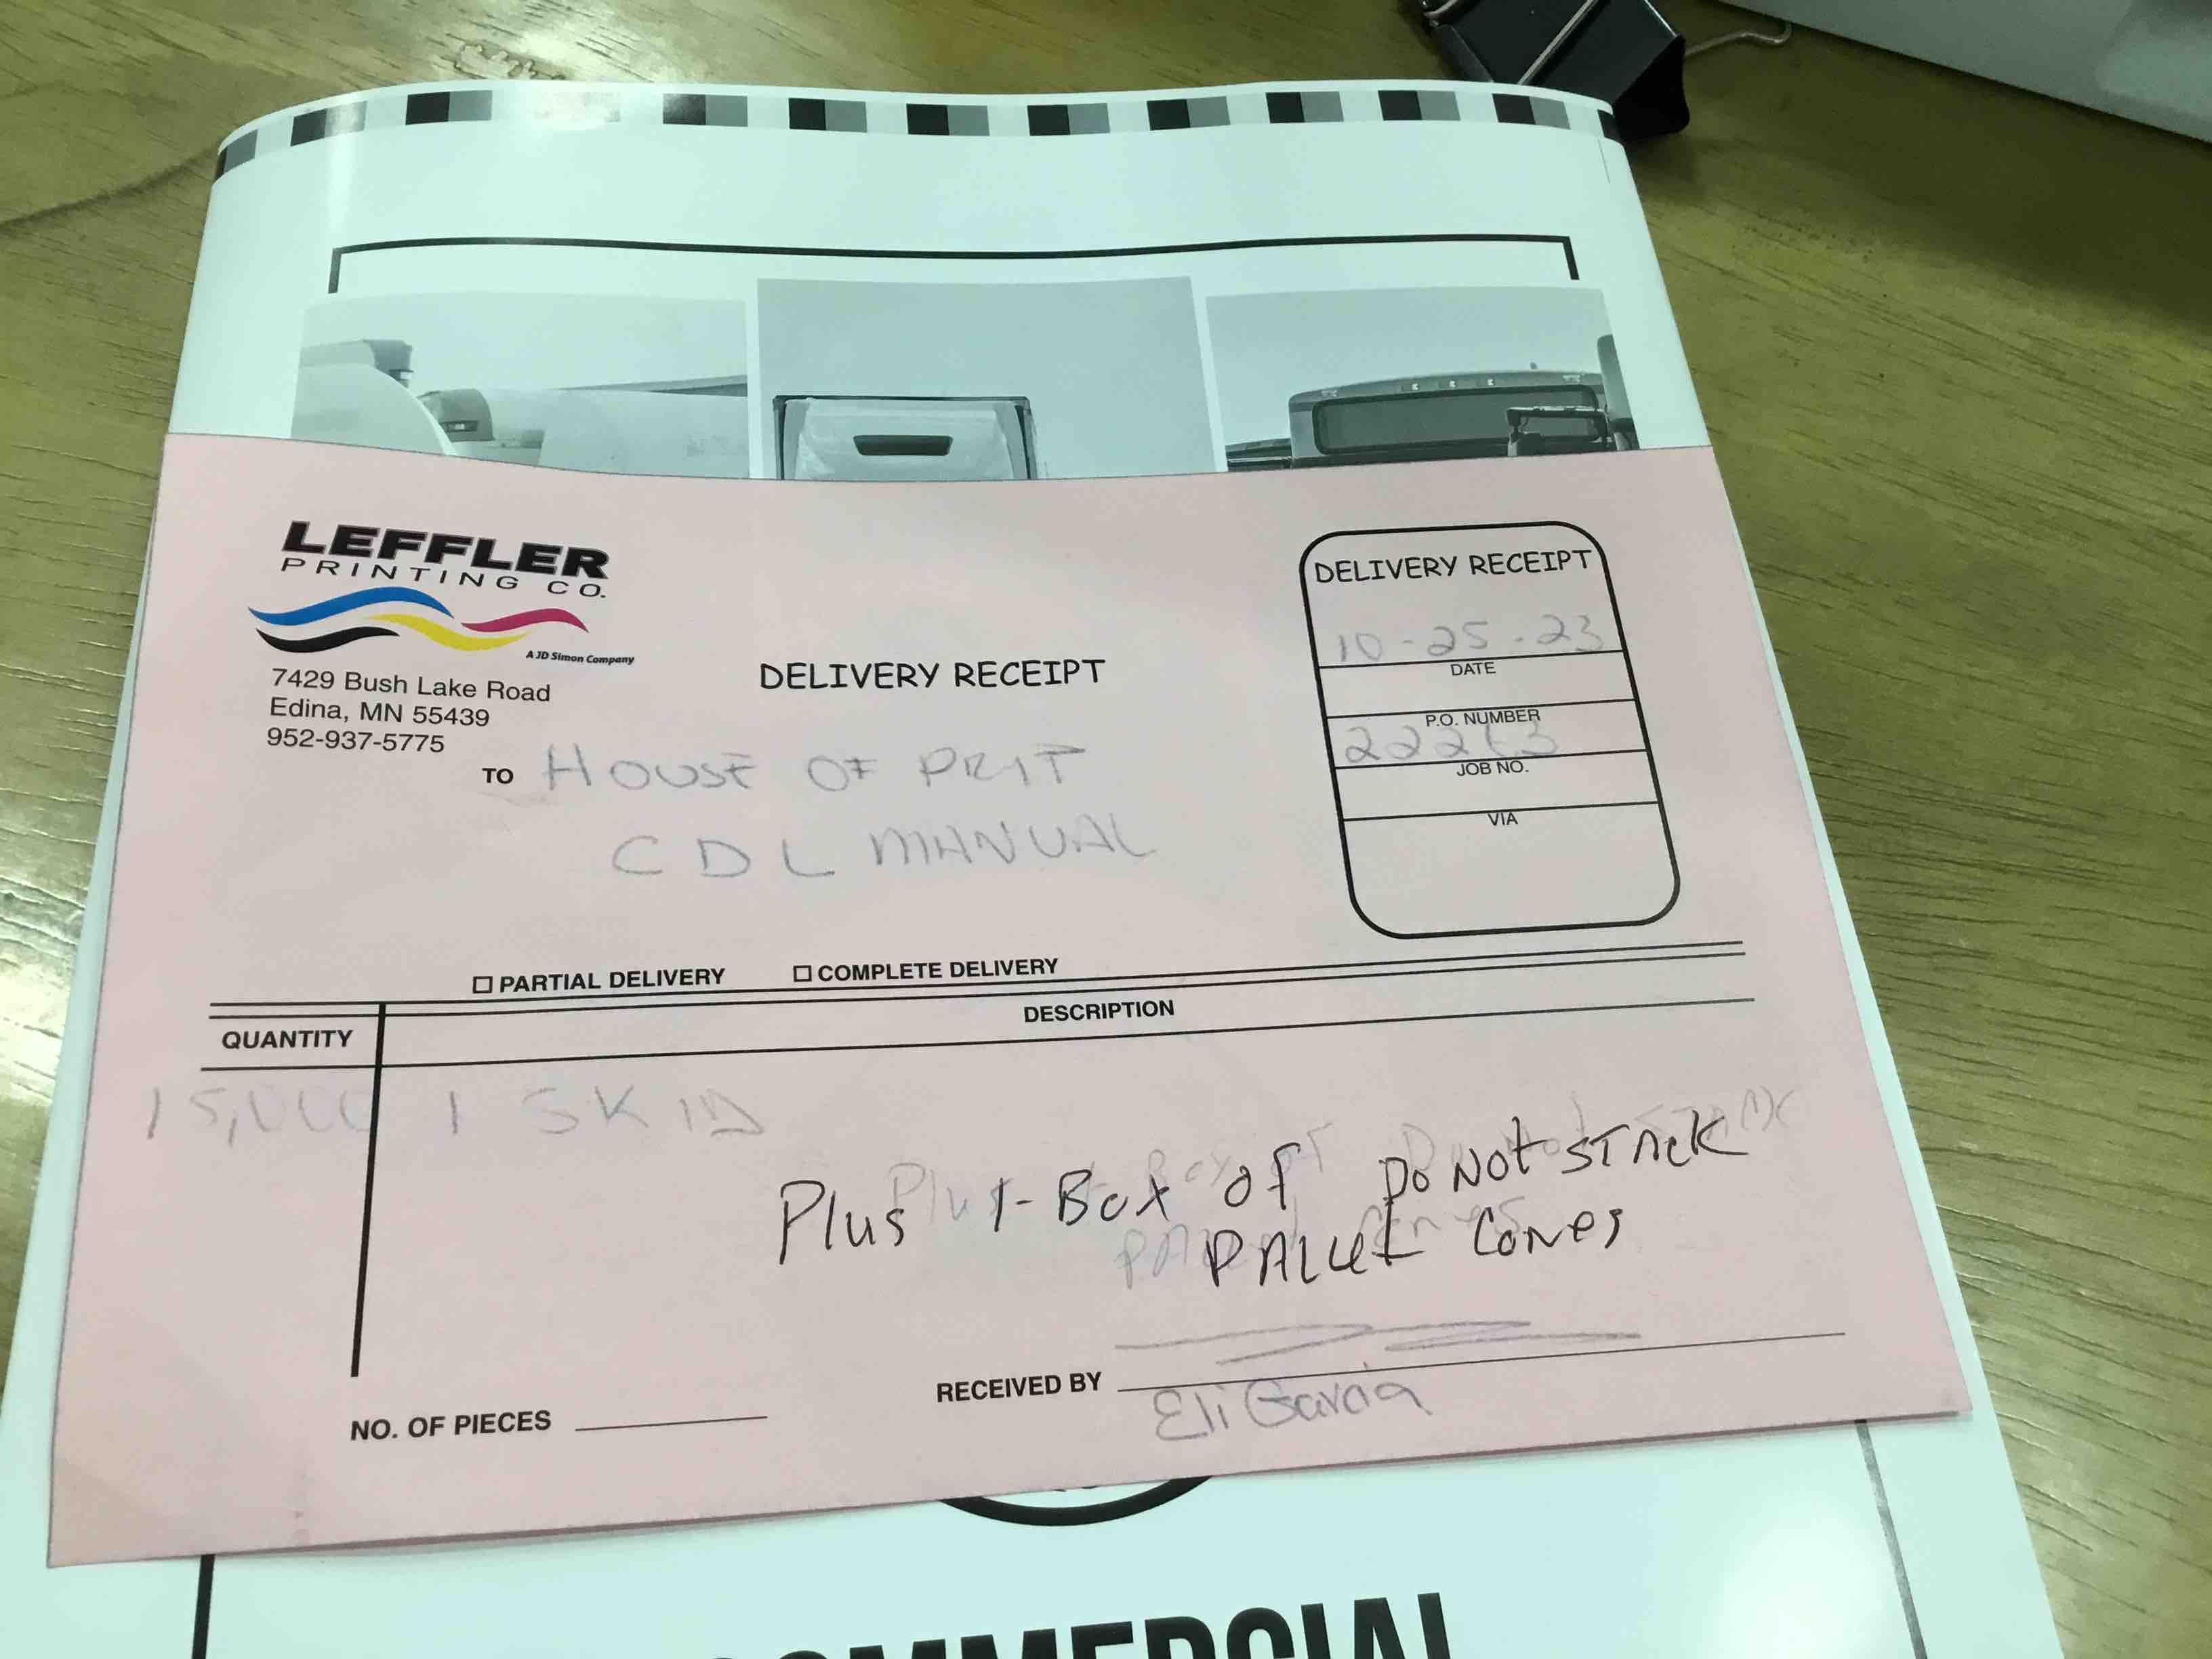 LEFFLER
PRINTING CO.
A JD Simon Company
7429 Bush Lake Road
Edina, MN 55439
952-937-5775
DELIVERY RECEIPT
DELIVERY RECEIPT
10-25-23
DATE
P.O. NUMBER
JOB NO.
VIA
TO HOUSE OF PRIT
CDL MANUAL
PARTIAL DELIVERY COMPLETE DELIVERY
QUANTITY DESCRIPTION
15,000 1 SKID
Plus 1-Box of Do Not STACK
PALLET CONES
NO. OF PIECES
RECEIVED BY
Eli Garcia